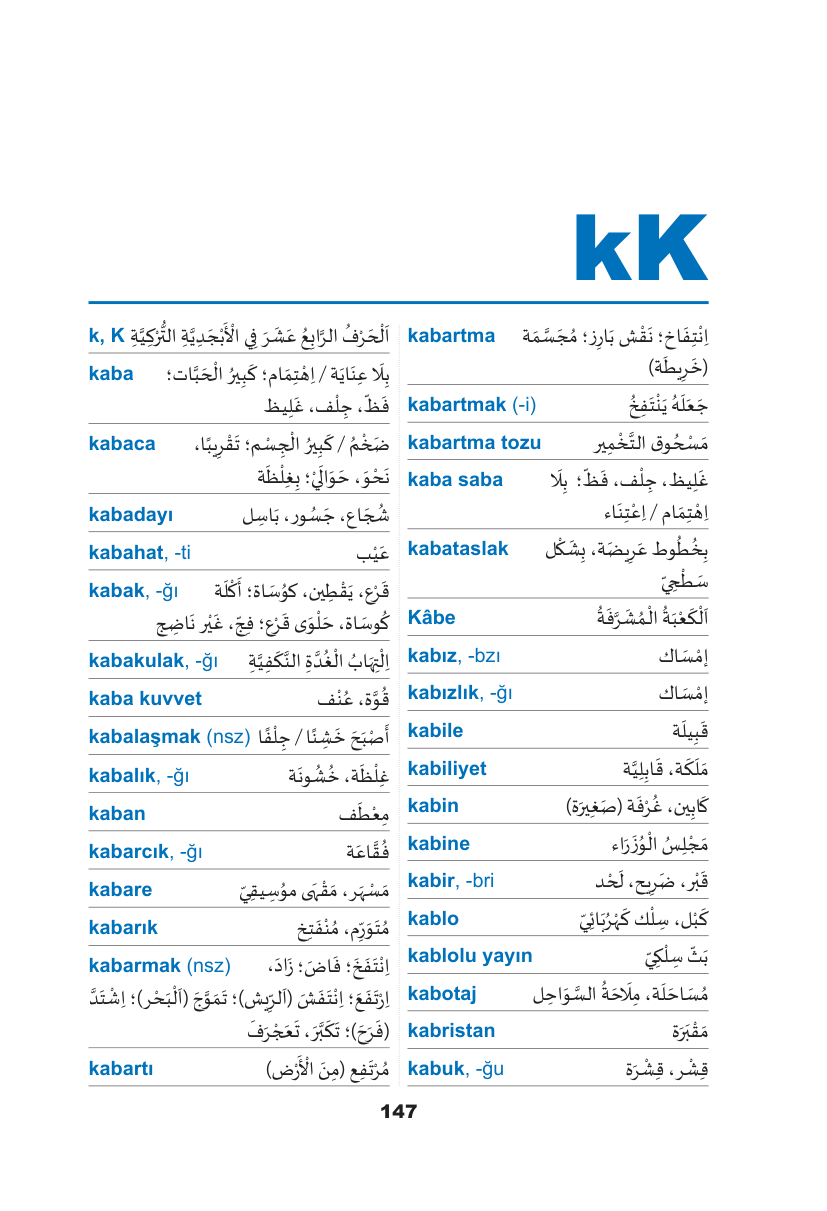 kK
k, K اَلْحَرْفُ الرَّابِعُ عَشَرَ فِي الْأَبْجَدِيَّةِ التُّرْكِيَّةِ
kaba بِلَا عِنَايَة / اِهْتِمَام؛ كَبِيرُ الْحَبَّات؛
فَظّ، جِلْف، غَلِيظ
kabaca ضَخْمُ / كَبِيرُ الْجِسْم؛ تَقْرِيبًا،
نَحْوَ، حَوَالَيْ؛ بِغِلْظَة
kabadayı شُجَاع، جَسُور، بَاسِل
kabahat, -ti عَيْب
kabak, -ğı قَرْع، يَقْطِين، كوُسَاة؛ أَكْلَة
كُوسَاة، حَلْوَى قَرْع؛ فِجّ، غَيْر نَاضِج
kabakulak, -ğı اِلْتِهَابُ الْغُدَّةِ النَّكَفِيَّةِ
kaba kuvvet قُوَّة، عُنْف
kabalaşmak (nsz) أَصْبَحَ خَشِنًا / جِلْفًا
kabalık, -ğı غِلْظَة، خُشُونَة
kaban مِعْطَف
kabarcık, -ğı فُقَّاعَة
kabare مَسْهَر، مَقْهَى موُسِيقِيّ
kabarık مُتَوَرِّم، مُنْفَتِخ
kabarmak (nsz) اِنْتَفَخَ؛ فَاضَ؛ زَادَ،
اِرْتَفَعَ؛ اِنْتَفَشَ (اَلرِّيش)؛ تَمَوَّجَ (اَلْبَحْر)؛ اِشْتَدَّ
(فَرَح)؛ تَكَبَّرَ، تَعَجْرَفَ
kabartı مُرْتَفِع (مِنَ الْأَرْض)
kabartma اِنْتِفَاخ؛ نَقْش بَارِز؛ مُجَسَّمَة
(خَرِيطَة)
kabartmak (-i) جَعَلَهُ يَنْتَفِخُ
kabartma tozu مَسْحُوق التَّخْمِير
kaba saba غَلِيظ، جِلْف، فَظّ؛ بِلَا
اِهْتِمَام / اِعْتِنَاء
kabataslak بِخُطُوط عَرِيضَة، بِشَكْل
سَطْحِيّ
Kâbe اَلْكَعْبَةُ الْمُشَرَّفَةُ
kabız, -bzı إمْسَاك
kabızlık, -ğı إمْسَاك
kabile قَبِيلَة
kabiliyet مَلَكَة، قَابِلِيَّة
kabin كَابِين، غُرْفَة (صَغِيرَة)
kabine مَجْلِسُ الْوُزَرَاء
kabir, -bri قَبْر، ضَرِيح، لَحْد
kablo كَبْل، سِلْك كَهْرُبَائِيّ
kablolu yayın بَثّ سِلْكِيّ
kabotaj مُسَاحَلَة، مِلَاحَةُ السَّوَاحِل
kabristan مَقْبَرَة
kabuk, -ğu قِشْر، قِشْرَة
147